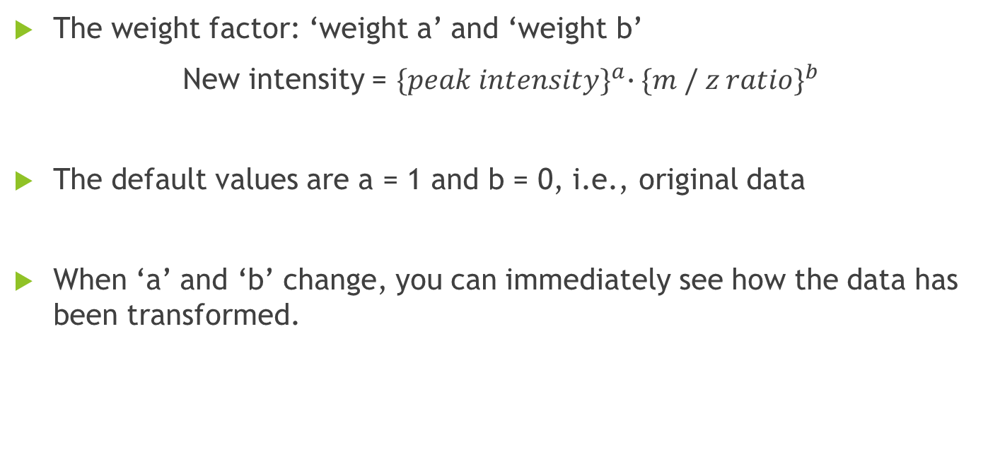 The weight factor: ‘weight a’ and ‘weight b’
New intensity = {peak intensity}ᵃ· {m / z ratio}ᵇ
The default values are a = 1 and b = 0, i.e., original data
When ‘a’ and ‘b’ change, you can immediately see how the data has
been transformed.